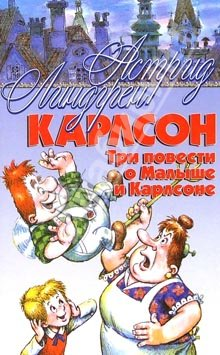 Астрид
Линдгрен
КАРЛСОН
Три повести
о Малыше
и Карлсоне